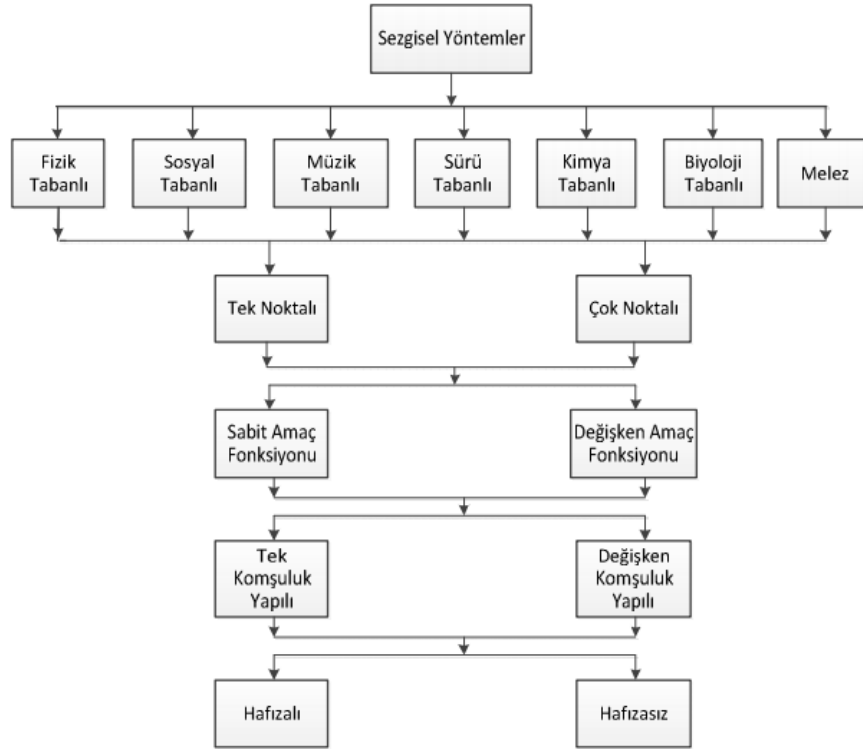 Sezgisel Yöntemler
Fizik
Tabanlı
Sosyal
Tabanlı
Müzik
Tabanlı
Sürü
Tabanlı
Kimya
Tabanlı
Biyoloji
Tabanlı
Melez
Tek Noktalı
Çok Noktalı
Sabit Amaç
Fonksiyonu
Değişken Amaç
Fonksiyonu
Tek
Komşuluk
Yapılı
Değişken
Komşuluk
Yapılı
Hafızalı
Hafızasız